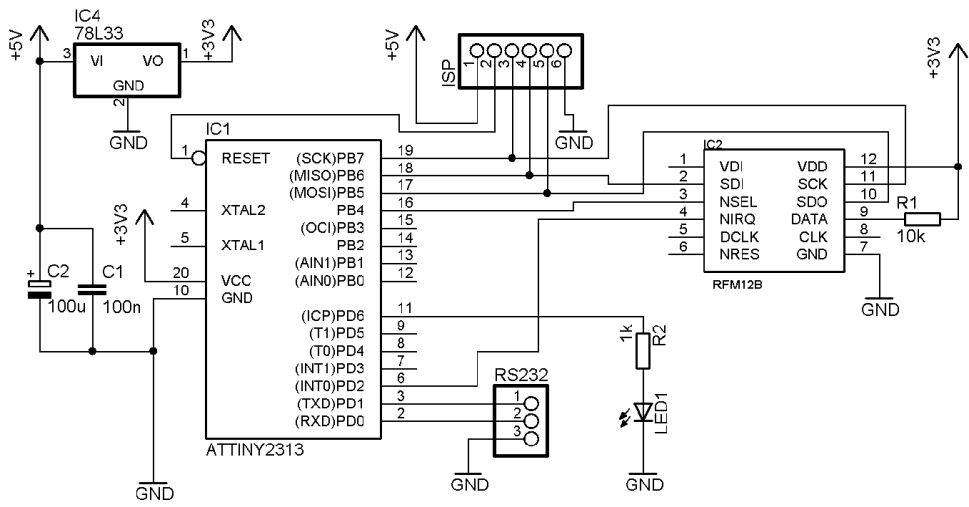 IC4
78L33
+5V
3
VI
VO
1
+3V3
GND
2
GND
+5V
ISP
1
2
3
4
5
6
GND
+3V3
IC1
1
RESET
(SCK)PB7
19
(MISO)PB6
18
(MOSI)PB5
17
4
XTAL2
PB4
16
(OCI)PB3
15
5
XTAL1
PB2
14
(AIN1)PB1
13
+3V3
20
VCC
(AIN0)PB0
12
10
GND
(ICP)PD6
11
(T1)PD5
9
(T0)PD4
8
(INT1)PD3
7
(INT0)PD2
6
(TXD)PD1
3
(RXD)PD0
2
ATTINY2313
+
C2
100u
C1
100n
GND
IC2
1
VDI
VDD
12
2
SDI
SCK
11
3
NSEL
SDO
10
4
NIRQ
DATA
9
5
DCLK
CLK
8
6
NRES
GND
7
RFM12B
R1
10k
GND
1k
R2
LED1
GND
RS232
1
2
3
GND